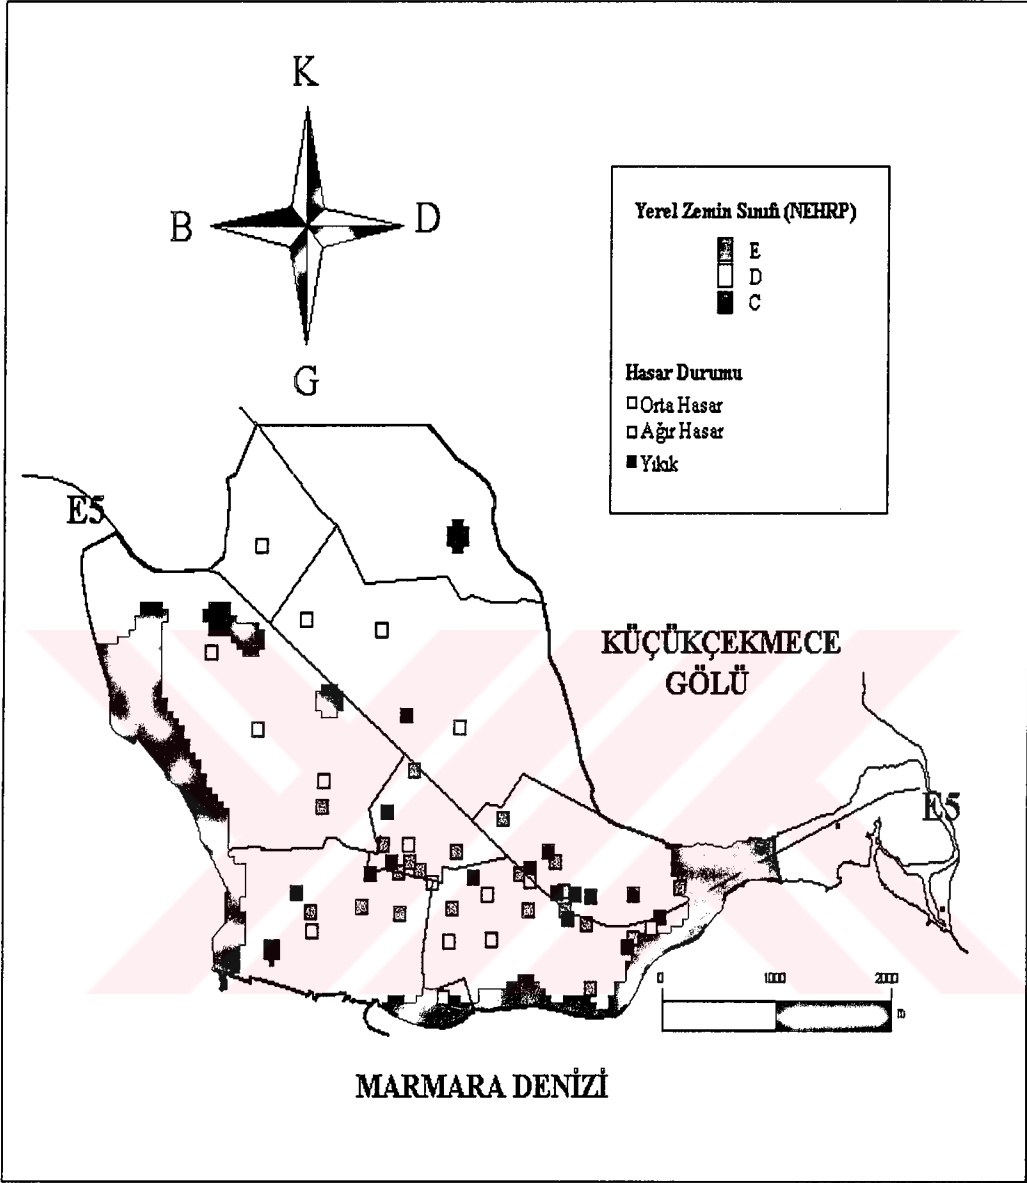 K
B
D
G
Yerel Zemin Sınıfı (NEHRP)
E
D
C
Hasar Durumu
Orta Hasar
Ağır Hasar
Yıkık
E5
KÜÇÜKÇEKMECE
GÖLÜ
E5
0 1000 2000
m
MARMARA DENİZİ